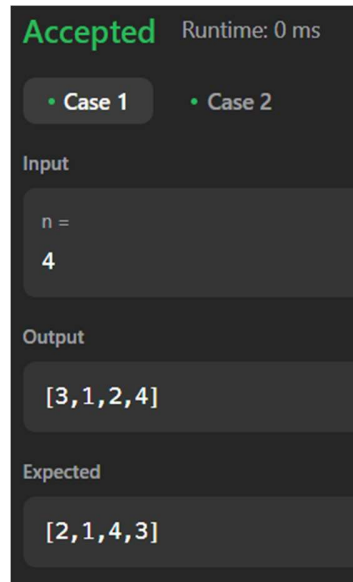 Accepted Runtime: 0 ms
• Case 1 • Case 2
Input
n =
4
Output
[3,1,2,4]
Expected
[2,1,4,3]